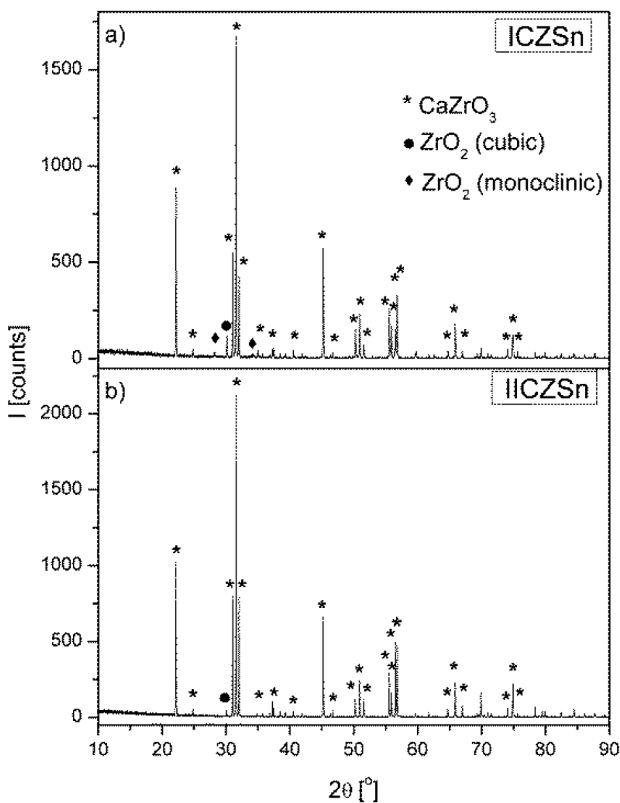 a)
ICZSn
* CaZrO₃
● ZrO₂ (cubic)
♦ ZrO₂ (monoclinic)
1500
1000
500
0
I [counts]
b)
IICZSn
2000
1500
1000
500
0
10 20 30 40 50 60 70 80 90
2θ [°]